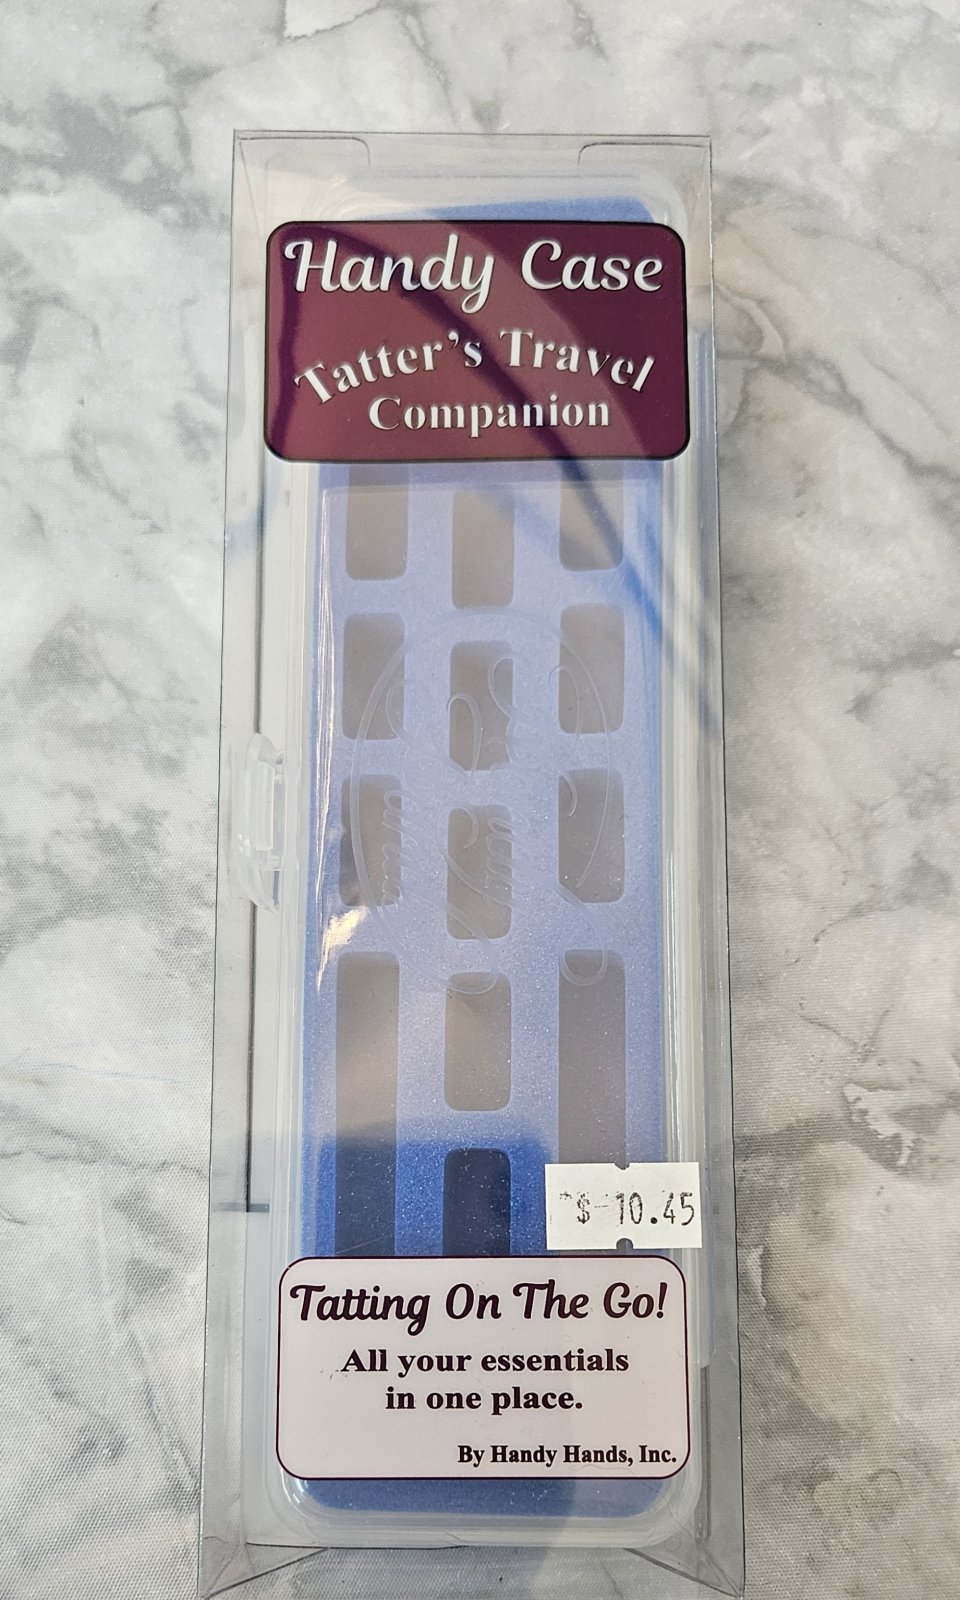 Handy Case
Tatter's Travel
Companion
$ 10.45
Tatting On The Go!
All your essentials
in one place.
By Handy Hands, Inc.